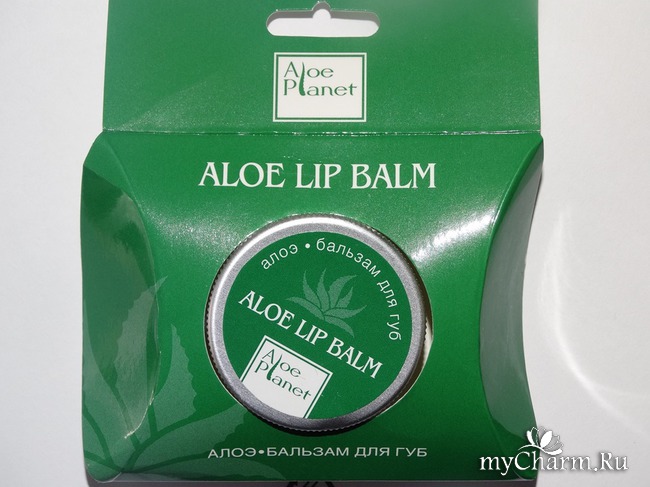 Aloe
Planet
ALOE LIP BALM
алоэ • бальзам для губ
ALOE LIP BALM
Aloe
Planet
АЛОЭ•БАЛЬЗАМ ДЛЯ ГУБ
myCharm.Ru